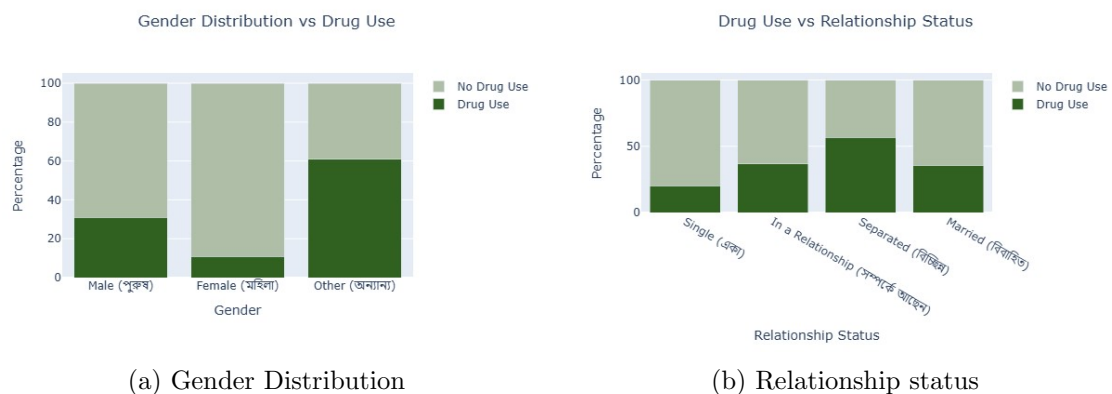 Gender Distribution vs Drug Use
100
80
60
40
20
0
Percentage
Male (পুরুষ)
Female (মহিলা)
Other (অন্যান্য)
Gender
No Drug Use
Drug Use
(a) Gender Distribution
Drug Use vs Relationship Status
100
50
0
Percentage
Single (একা)
In a Relationship (সম্পর্কে আছেন)
Separated (বিচ্ছিন্ন)
Married (বিবাহিত)
Relationship Status
No Drug Use
Drug Use
(b) Relationship status